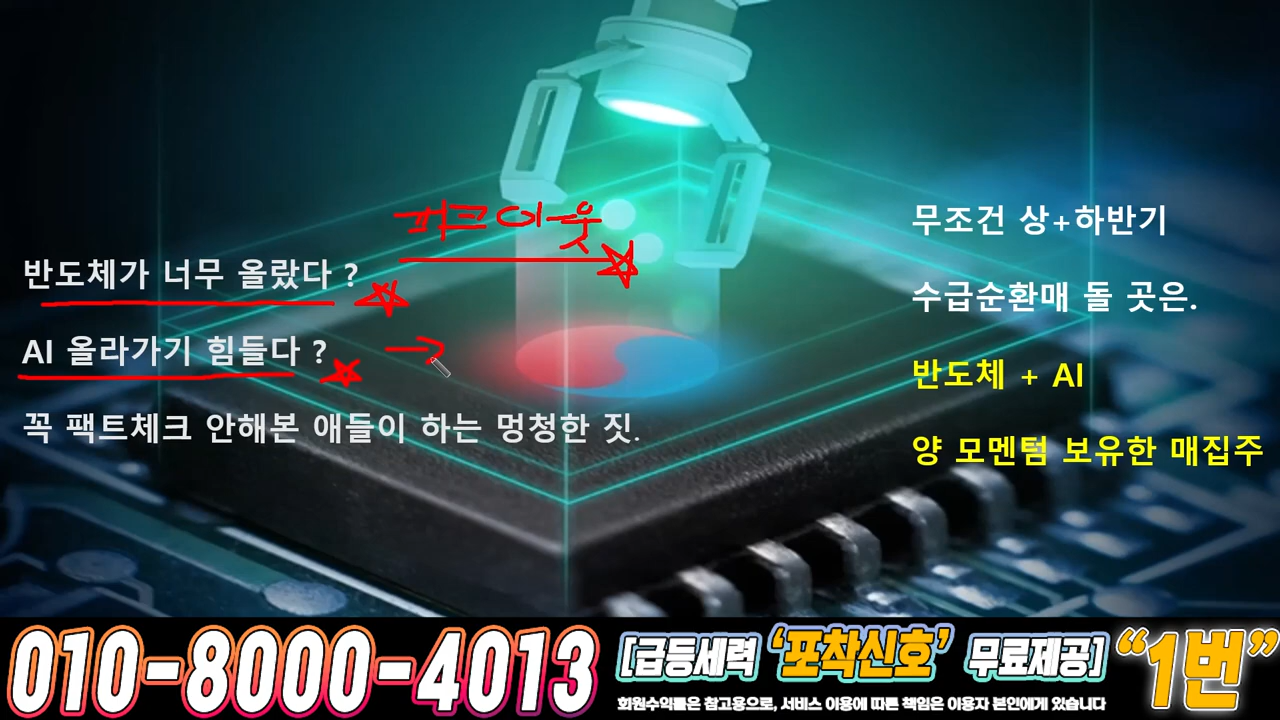 커크이웃
반도체가 너무 올랐다 ?
AI 올라가기 힘들다 ?
꼭 팩트체크 안해본 애들이 하는 멍청한 짓.
무조건 상+하반기
수급순환매 돌 곳은.
반도체 + AI
양 모멘텀 보유한 매집주
010-8000-4013
[급등세력 '포착신호' 무료제공] "1번"
회원수익률은 참고용으로, 서비스 이용에 따른 책임은 이용자 본인에게 있습니다